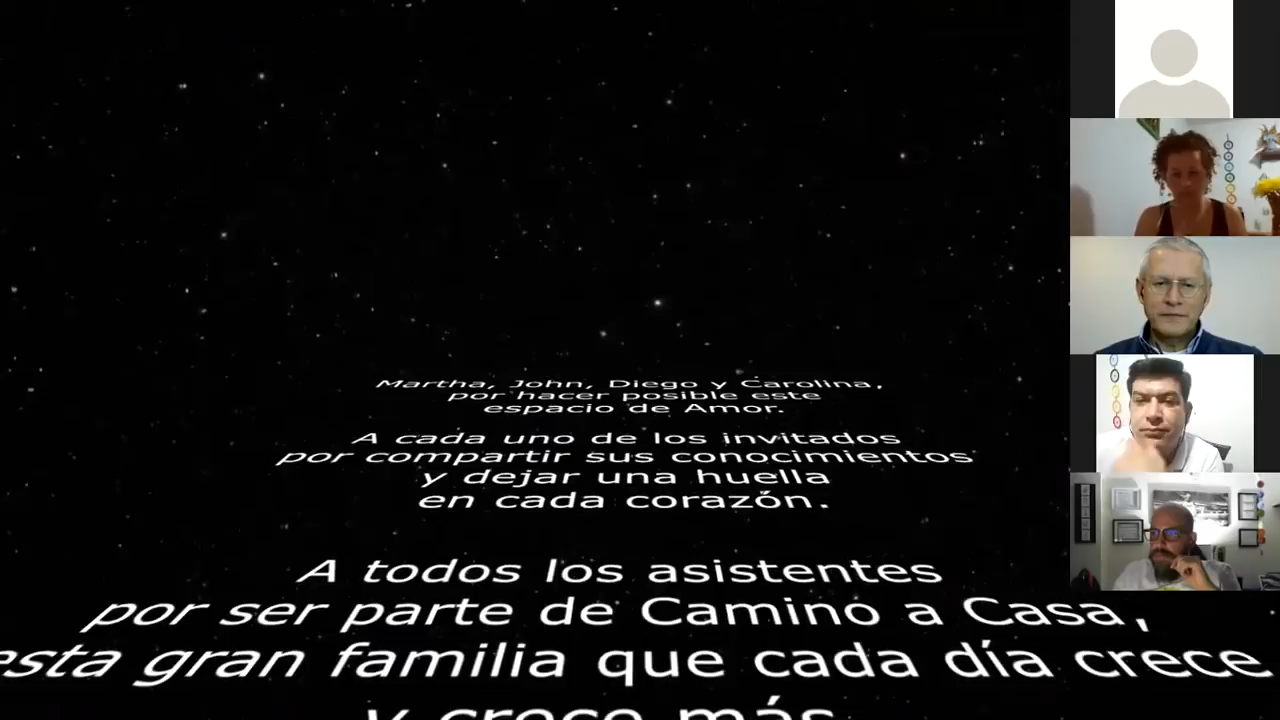 Martha, John, Diego y Carolina,
por hacer posible este
espacio de Amor.
A cada uno de los invitados
por compartir sus conocimientos
y dejar una huella
en cada corazón.
A todos los asistentes
por ser parte de Camino a Casa,
esta gran familia que cada día crece
y crece más